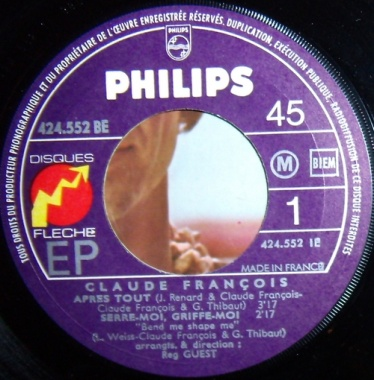 TOUS DROITS DU PRODUCTEUR PHONOGRAPHIQUE ET DU PROPRIÉTAIRE DE L'ŒUVRE ENREGISTRÉE RÉSERVÉS, DUPLICATION, EXÉCUTION PUBLIQUE, RADIODIFFUSION DE CE DISQUE INTERDITES
PHILIPS
PHILIPS
424.552 BE
45
DISQUES
FLECHE
EP
M
BIEM
1
424.552 1E
MADE IN FRANCE
CLAUDE FRANÇOIS
APRES TOUT (J. Renard & Claude François-
Claude François & G. Thibaut) 3'17
SERRE-MOI, GRIFFE-MOI 2'17
"Bend me shape me"
(L. Weiss-Claude François & G. Thibaut)
arrangts. & direction :
Reg GUEST